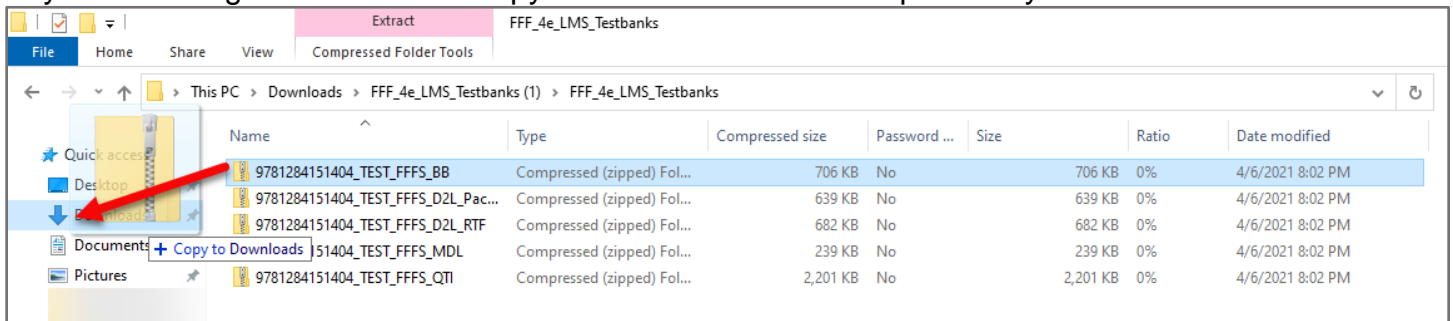 Extract FFF_4e_LMS_Testbanks
File Home Share View Compressed Folder Tools
This PC > Downloads > FFF_4e_LMS_Testbanks (1) > FFF_4e_LMS_Testbanks
Name Type Compressed size Password ... Size Ratio Date modified
Quick access
9781284151404_TEST_FFFS_BB Compressed (zipped) Fol... 706 KB No 706 KB 0% 4/6/2021 8:02 PM
Desktop
9781284151404_TEST_FFFS_D2L_Pac... Compressed (zipped) Fol... 639 KB No 639 KB 0% 4/6/2021 8:02 PM
Downloads
9781284151404_TEST_FFFS_D2L_RTF Compressed (zipped) Fol... 682 KB No 682 KB 0% 4/6/2021 8:02 PM
Documents
+ Copy to Downloads
151404_TEST_FFFS_MDL Compressed (zipped) Fol... 239 KB No 239 KB 0% 4/6/2021 8:02 PM
Pictures
9781284151404_TEST_FFFS_QTI Compressed (zipped) Fol... 2,201 KB No 2,201 KB 0% 4/6/2021 8:02 PM